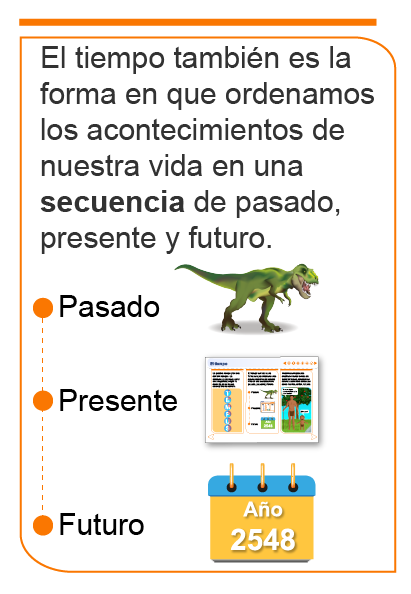 El tiempo también es la
forma en que ordenamos
los acontecimientos de
nuestra vida en una
secuencia de pasado,
presente y futuro.
Pasado
Presente
Futuro
Año
2548